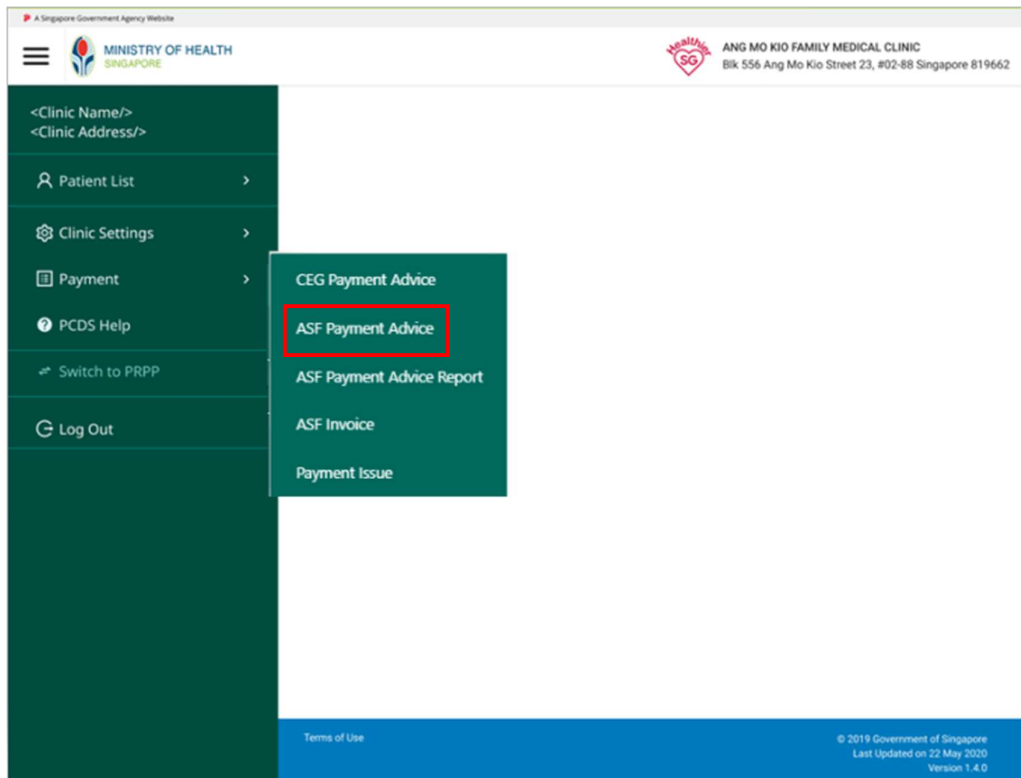 A Singapore Government Agency Website
MINISTRY OF HEALTH
SINGAPORE
Healthier
SG
ANG MO KIO FAMILY MEDICAL CLINIC
Blk 556 Ang Mo Kio Street 23, #02-88 Singapore 819662
<Clinic Name/>
<Clinic Address/>
Patient List
Clinic Settings
Payment
PCDS Help
Switch to PRPP
Log Out
CEG Payment Advice
ASF Payment Advice
ASF Payment Advice Report
ASF Invoice
Payment Issue
Terms of Use
© 2019 Government of Singapore
Last Updated on 22 May 2020
Version 1.4.0